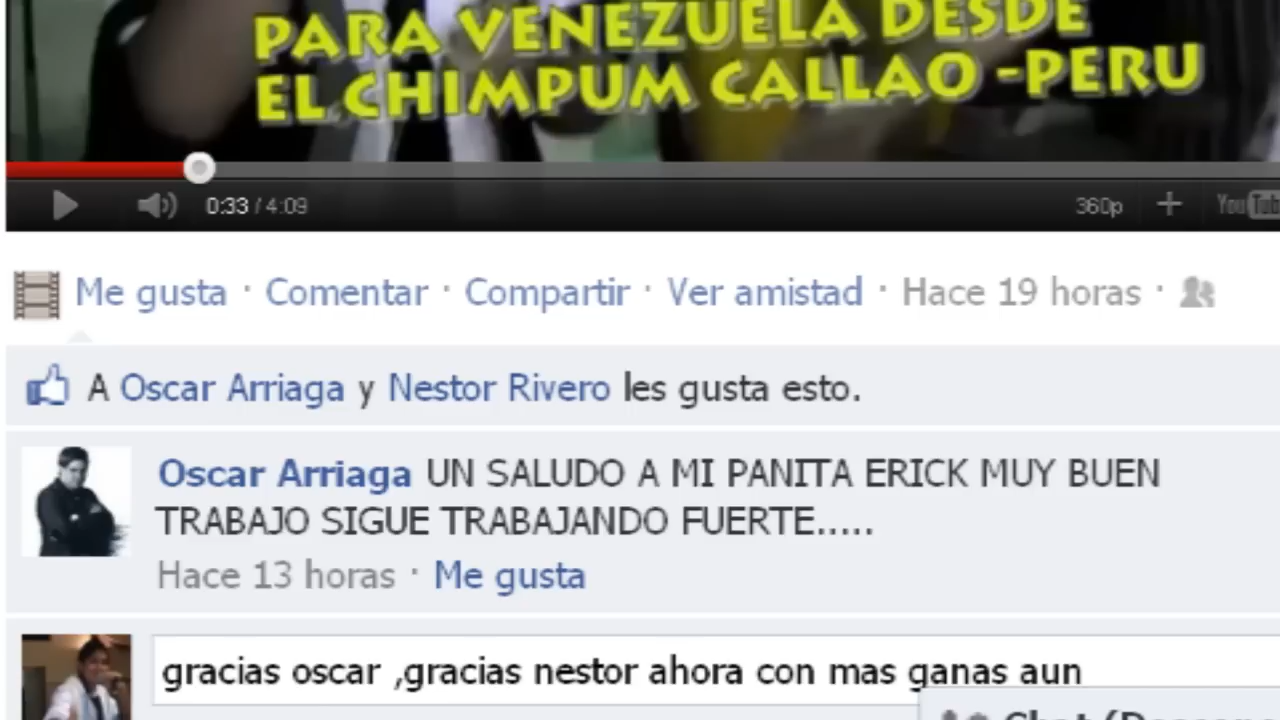 PARA VENEZUELA DESDE
EL CHIMPUM CALLAO -PERU
0:33 / 4:09
360p
YouTub
Me gusta · Comentar · Compartir · Ver amistad · Hace 19 horas ·
A Oscar Arriaga y Nestor Rivero les gusta esto.
Oscar Arriaga UN SALUDO A MI PANITA ERICK MUY BUEN
TRABAJO SIGUE TRABAJANDO FUERTE.....
Hace 13 horas · Me gusta
gracias oscar ,gracias nestor ahora con mas ganas aun
Chat